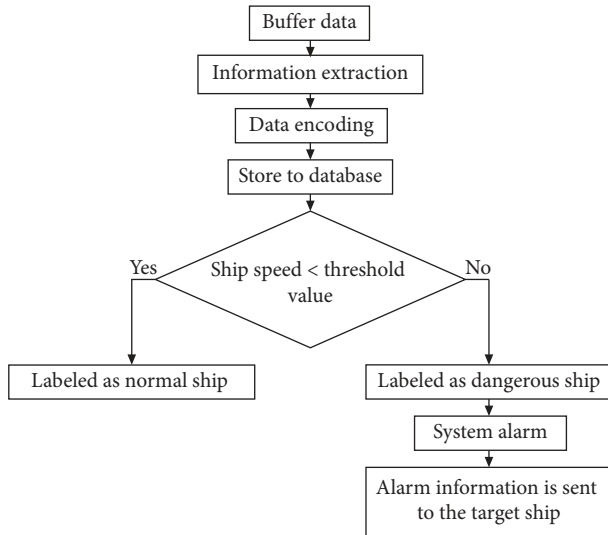 Buffer data
Information extraction
Data encoding
Store to database
Yes
Ship speed < threshold
value
No
Labeled as normal ship
Labeled as dangerous ship
System alarm
Alarm information is sent
to the target ship